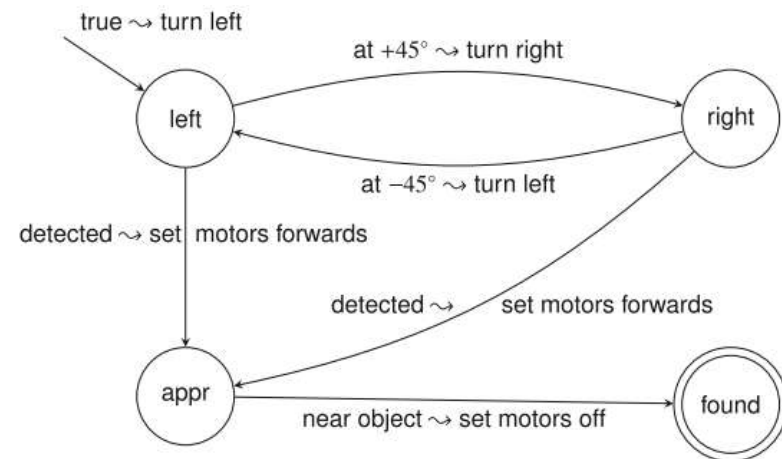 true ⤳ turn left
at +45° ⤳ turn right
left
right
at −45° ⤳ turn left
detected ⤳ set motors forwards
detected ⤳ set motors forwards
appr
found
near object ⤳ set motors off